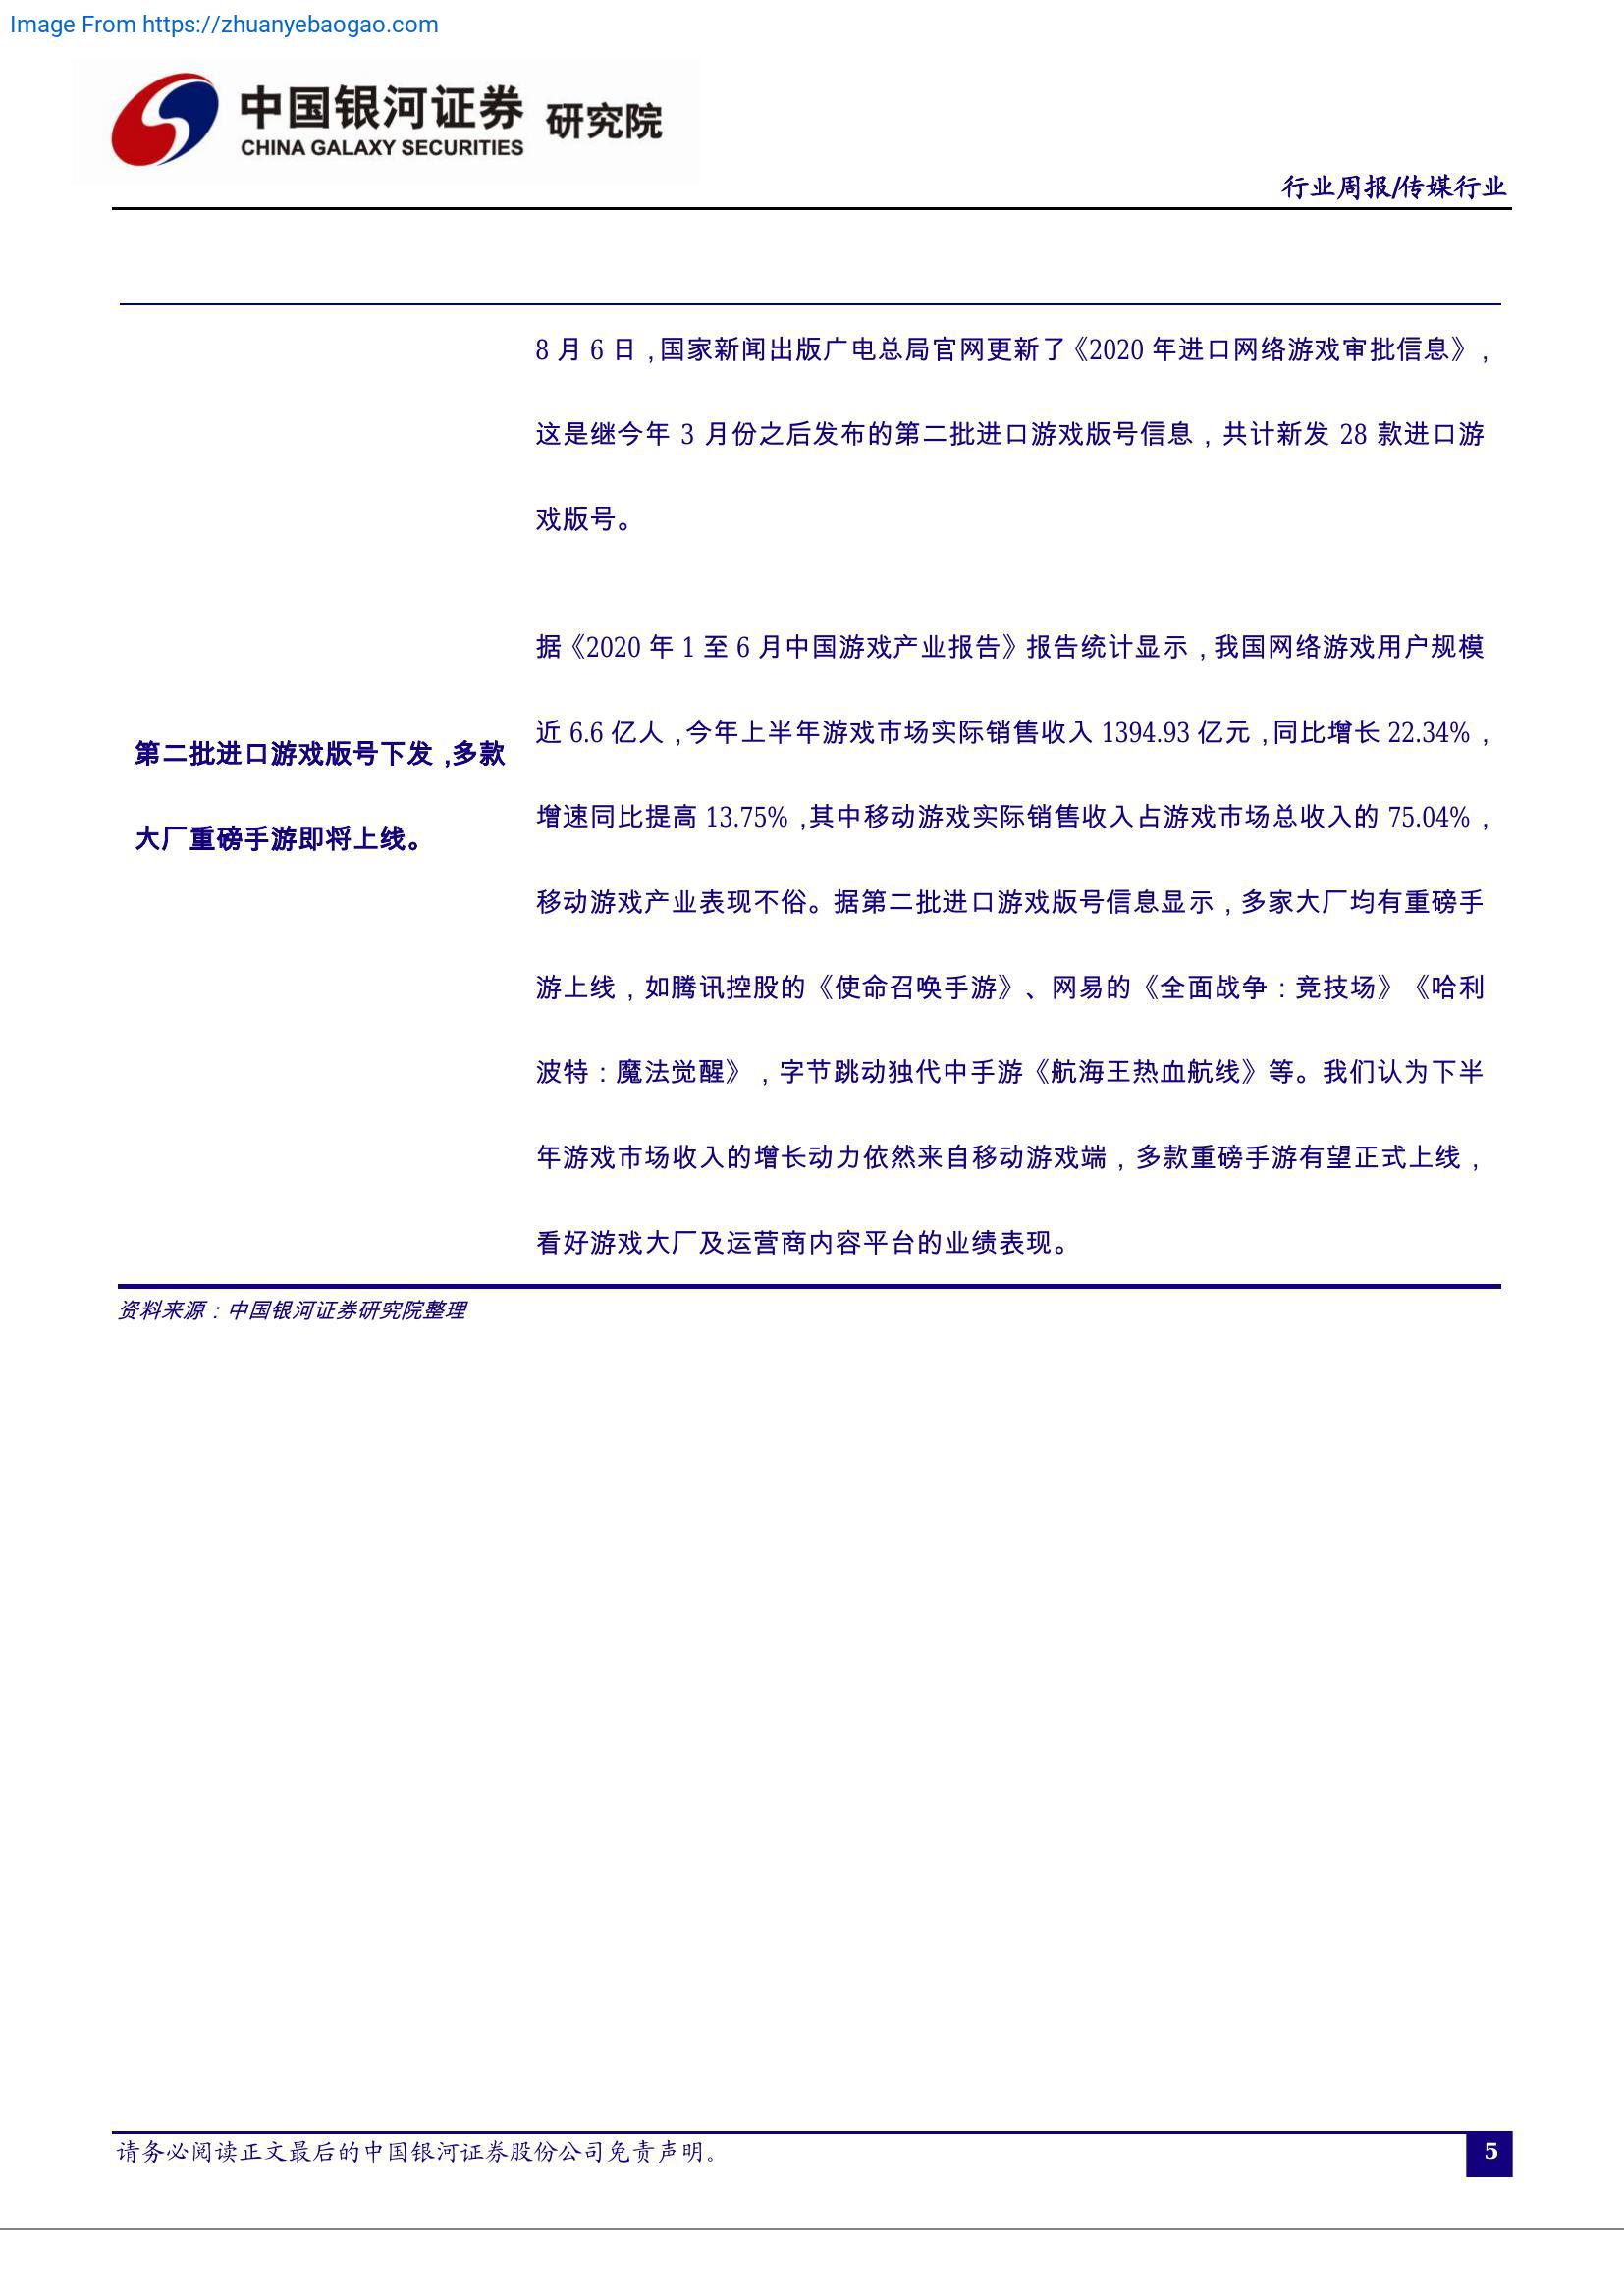 Image From https://zhuanyebaogao.com
中国银河证券 研究院
CHINA GALAXY SECURITIES
行业周报/传媒行业
8 月 6 日，国家新闻出版广电总局官网更新了《2020 年进口网络游戏审批信息》，
这是继今年 3 月份之后发布的第二批进口游戏版号信息，共计新发 28 款进口游
戏版号。
第二批进口游戏版号下发，多款
大厂重磅手游即将上线。
据《2020 年 1 至 6 月中国游戏产业报告》报告统计显示，我国网络游戏用户规模
近 6.6 亿人，今年上半年游戏市场实际销售收入 1394.93 亿元，同比增长 22.34%，
增速同比提高 13.75%，其中移动游戏实际销售收入占游戏市场总收入的 75.04%，
移动游戏产业表现不俗。据第二批进口游戏版号信息显示，多家大厂均有重磅手
游上线，如腾讯控股的《使命召唤手游》、网易的《全面战争：竞技场》《哈利
波特：魔法觉醒》，字节跳动独代中手游《航海王热血航线》等。我们认为下半
年游戏市场收入的增长动力依然来自移动游戏端，多款重磅手游有望正式上线，
看好游戏大厂及运营商内容平台的业绩表现。
资料来源：中国银河证券研究院整理
请务必阅读正文最后的中国银河证券股份公司免责声明。
5